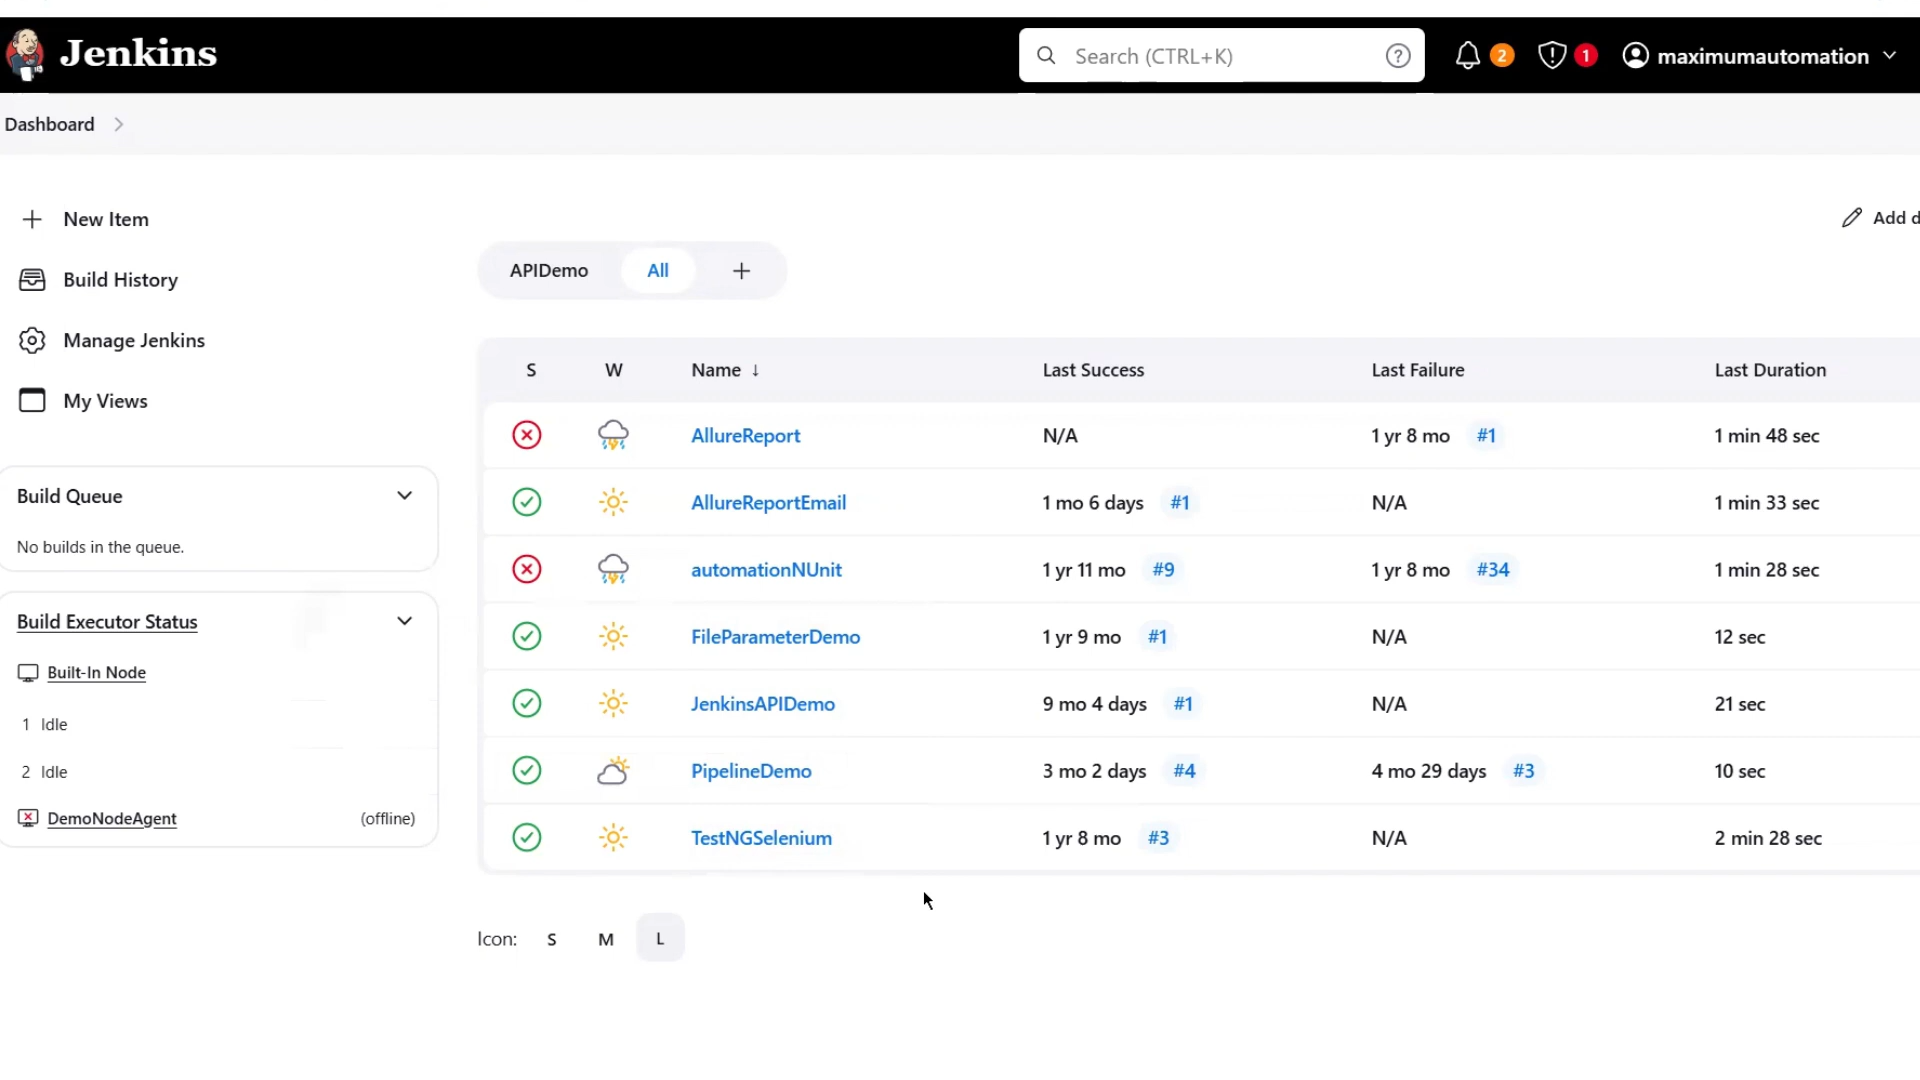 Jenkins
Search (CTRL+K)
?
2
1
maximumautomation
Dashboard
New Item
Build History
Manage Jenkins
My Views
Add d
APIDemo All +
S W Name ↓ Last Success Last Failure Last Duration
AllureReport N/A 1 yr 8 mo #1 1 min 48 sec
AllureReportEmail 1 mo 6 days #1 N/A 1 min 33 sec
automationNUnit 1 yr 11 mo #9 1 yr 8 mo #34 1 min 28 sec
FileParameterDemo 1 yr 9 mo #1 N/A 12 sec
JenkinsAPIDemo 9 mo 4 days #1 N/A 21 sec
PipelineDemo 3 mo 2 days #4 4 mo 29 days #3 10 sec
TestNGSelenium 1 yr 8 mo #3 N/A 2 min 28 sec
Icon: S M L
Build Queue
No builds in the queue.
Build Executor Status
Built-In Node
1 Idle
2 Idle
DemoNodeAgent (offline)